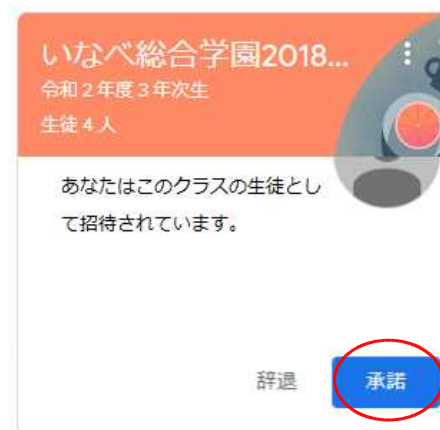 いなべ総合学園2018...
令和2年度3年次生
生徒4人
あなたはこのクラスの生徒とし
て招待されています。
辞退
承諾